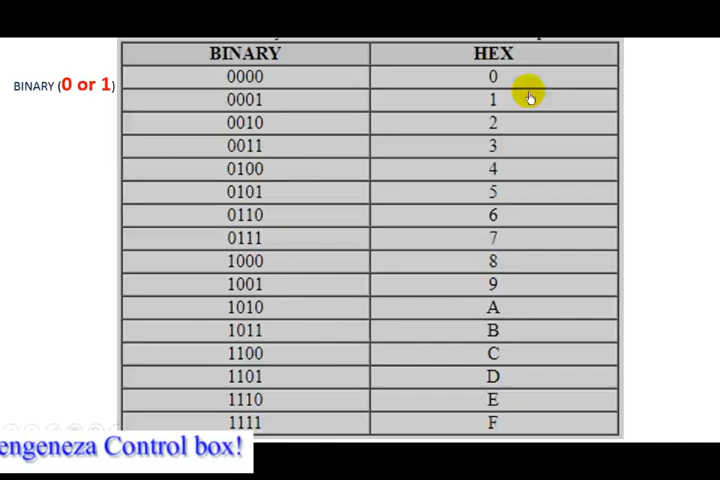 BINARY HEX
BINARY (0 or 1)
0000 0
0001 1
0010 2
0011 3
0100 4
0101 5
0110 6
0111 7
1000 8
1001 9
1010 A
1011 B
1100 C
1101 D
1110 E
1111 F
engeneza Control box!